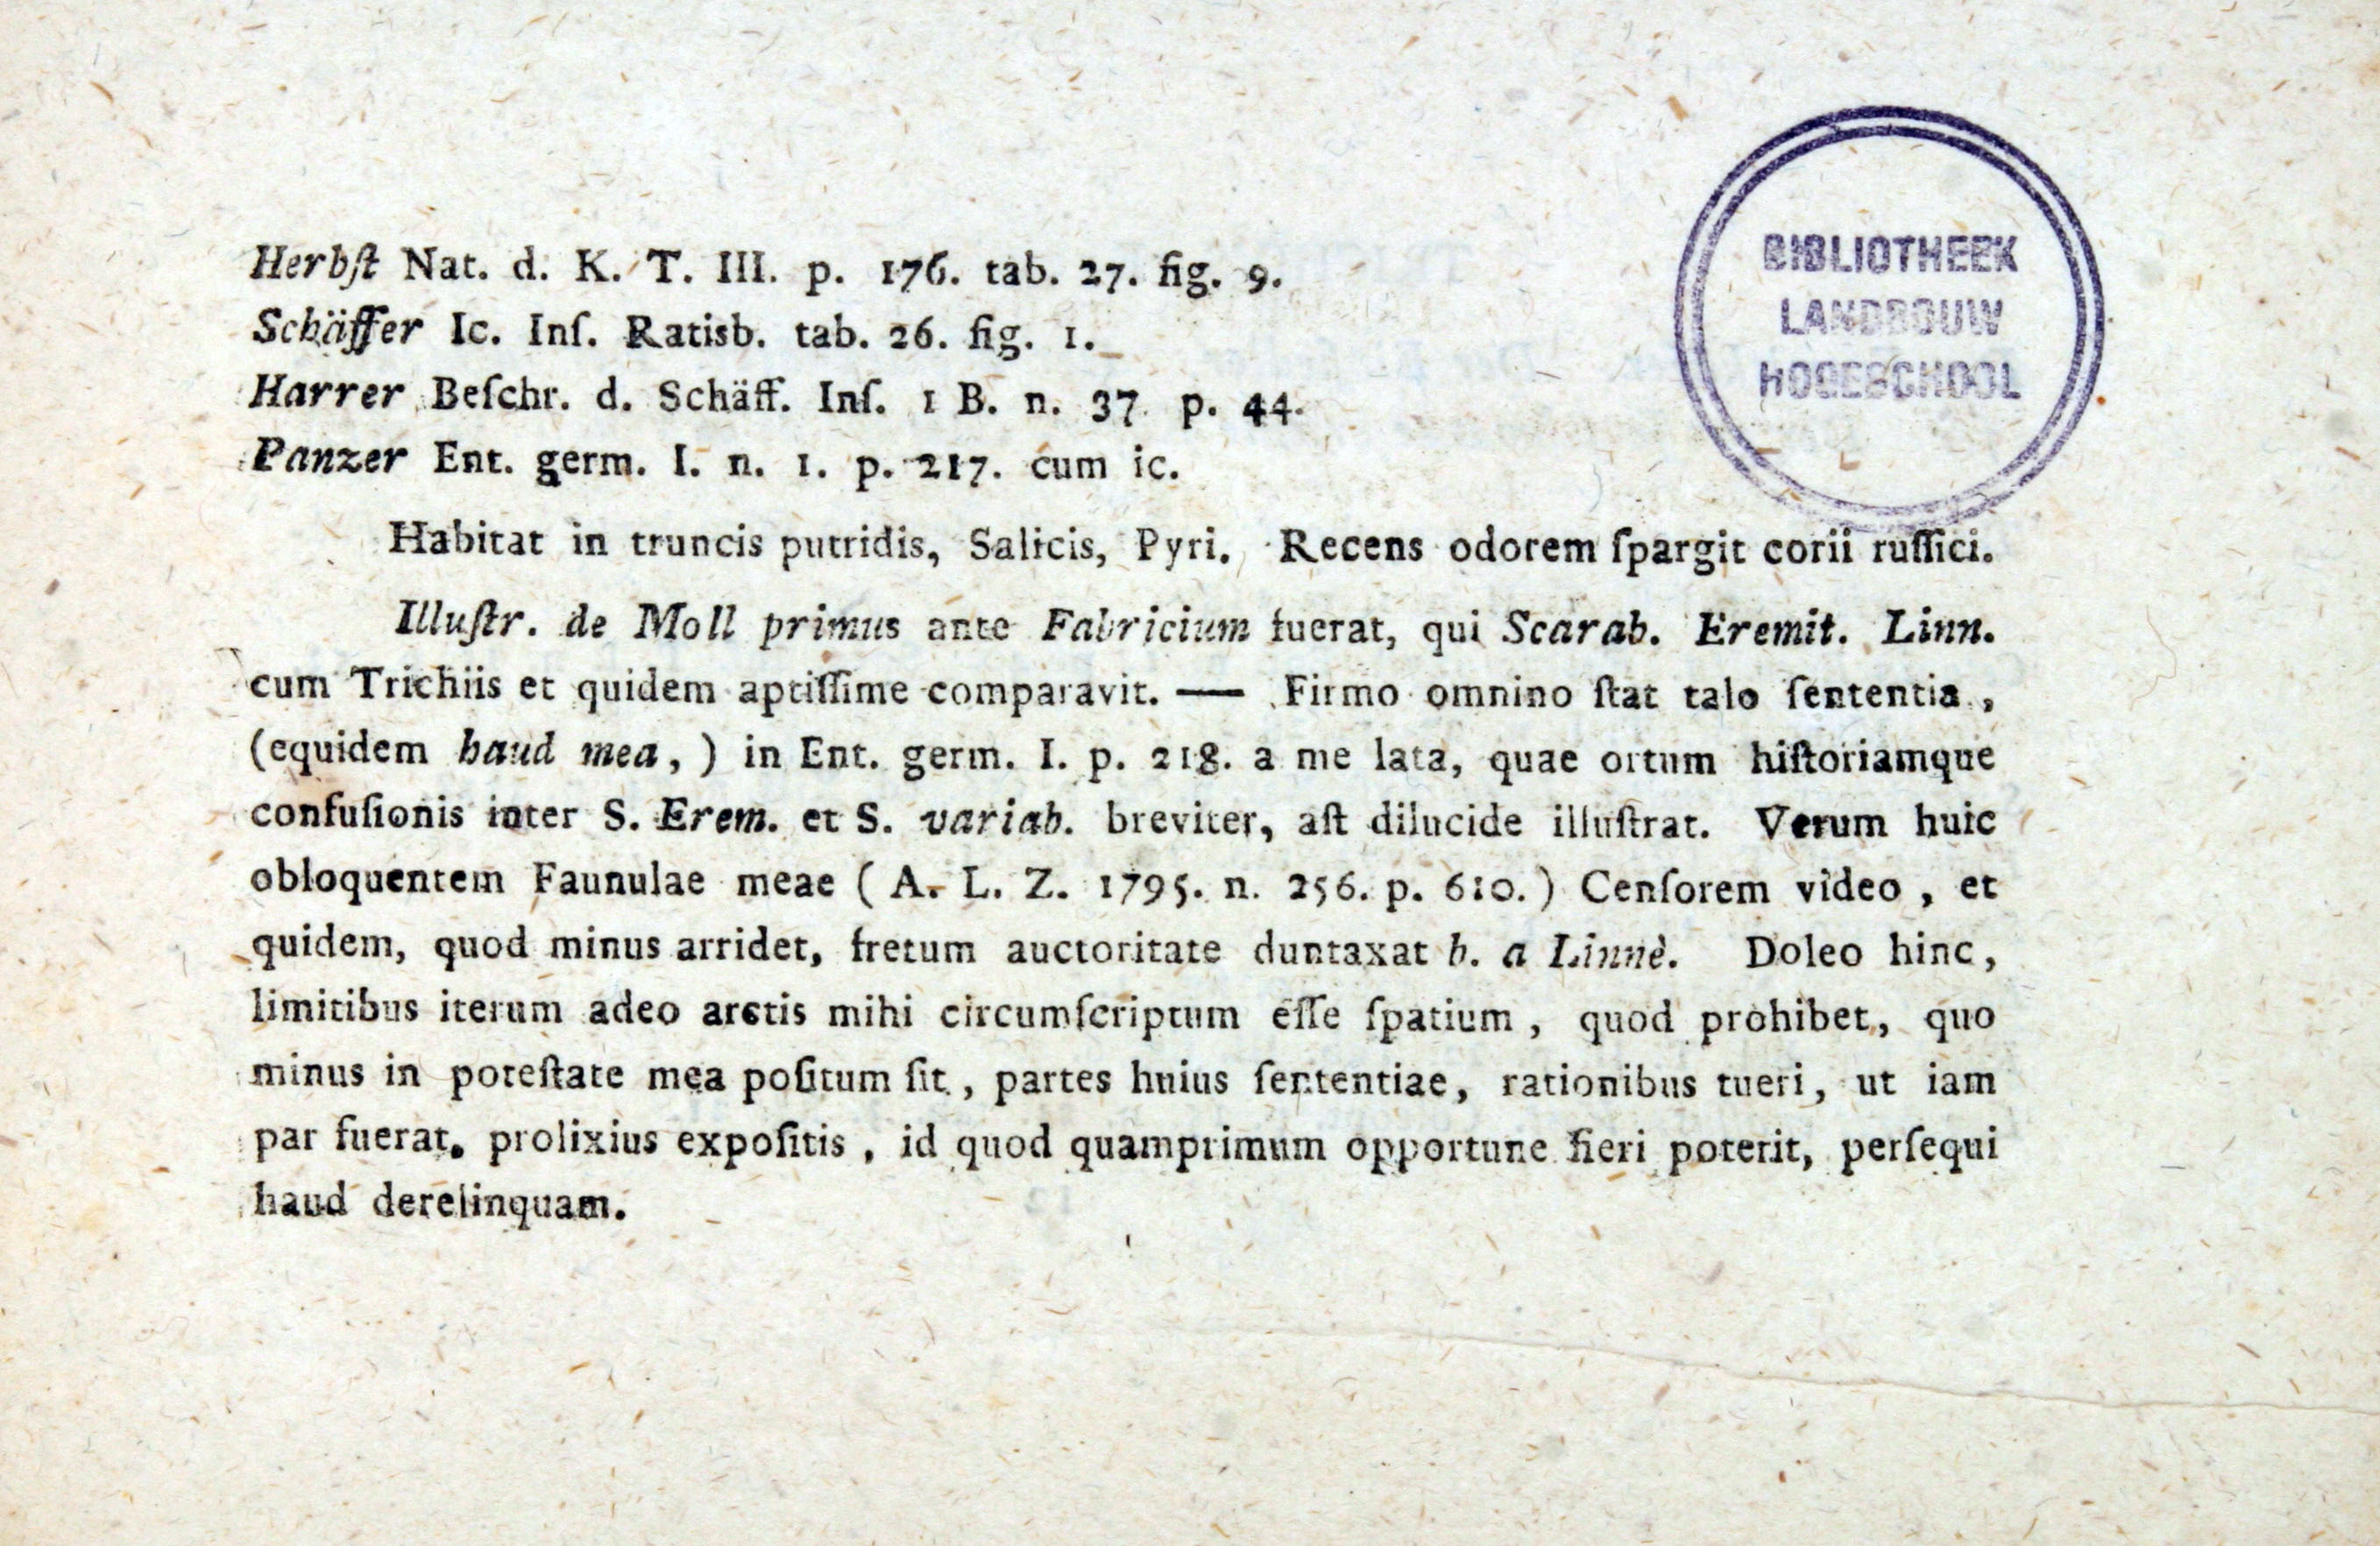 Herbſt Nat. d. K. T. III. p. 176. tab. 27. fig. 9.
Schäffer Ic. Inſ. Ratisb. tab. 26. fig. 1.
Harrer Beſchr. d. Schäff. Inſ. 1 B. n. 37. p. 44.
Panzer Ent. germ. I. n. 1. p. 217. cum ic.
BIBLIOTHEEK
LANDBOUW
HOGESCHOOL
Habitat in truncis putridis, Salicis, Pyri. Recens odorem ſpargit corii ruſſici.
Illuſtr. de Moll primus ante Fabricium fuerat, qui Scarab. Eremit. Linn.
cum Trichiis et quidem aptiſſime comparavit. — Firmo omnino ſtat talo ſententia,
(equidem haud mea,) in Ent. germ. I. p. 218. a me lata, quae ortum hiſtoriamque
confuſionis inter S. Erem. et S. variab. breviter, aſt dilucide illuſtrat. Verum huic
obloquentem Faunulae meae (A. L. Z. 1795. n. 256. p. 610.) Cenſorem video, et
quidem, quod minus arridet, fretum auctoritate duntaxat b. a Linnè. Doleo hinc,
limitibus iterum adeo arctis mihi circumſcriptum eſſe ſpatium, quod prohibet, quo
minus in poteſtate mea poſitum ſit, partes huius ſententiae, rationibus tueri, ut iam
par fuerat. prolixius expoſitis, id quod quamprimum opportune fieri poterit, perſequi
haud derelinquam.